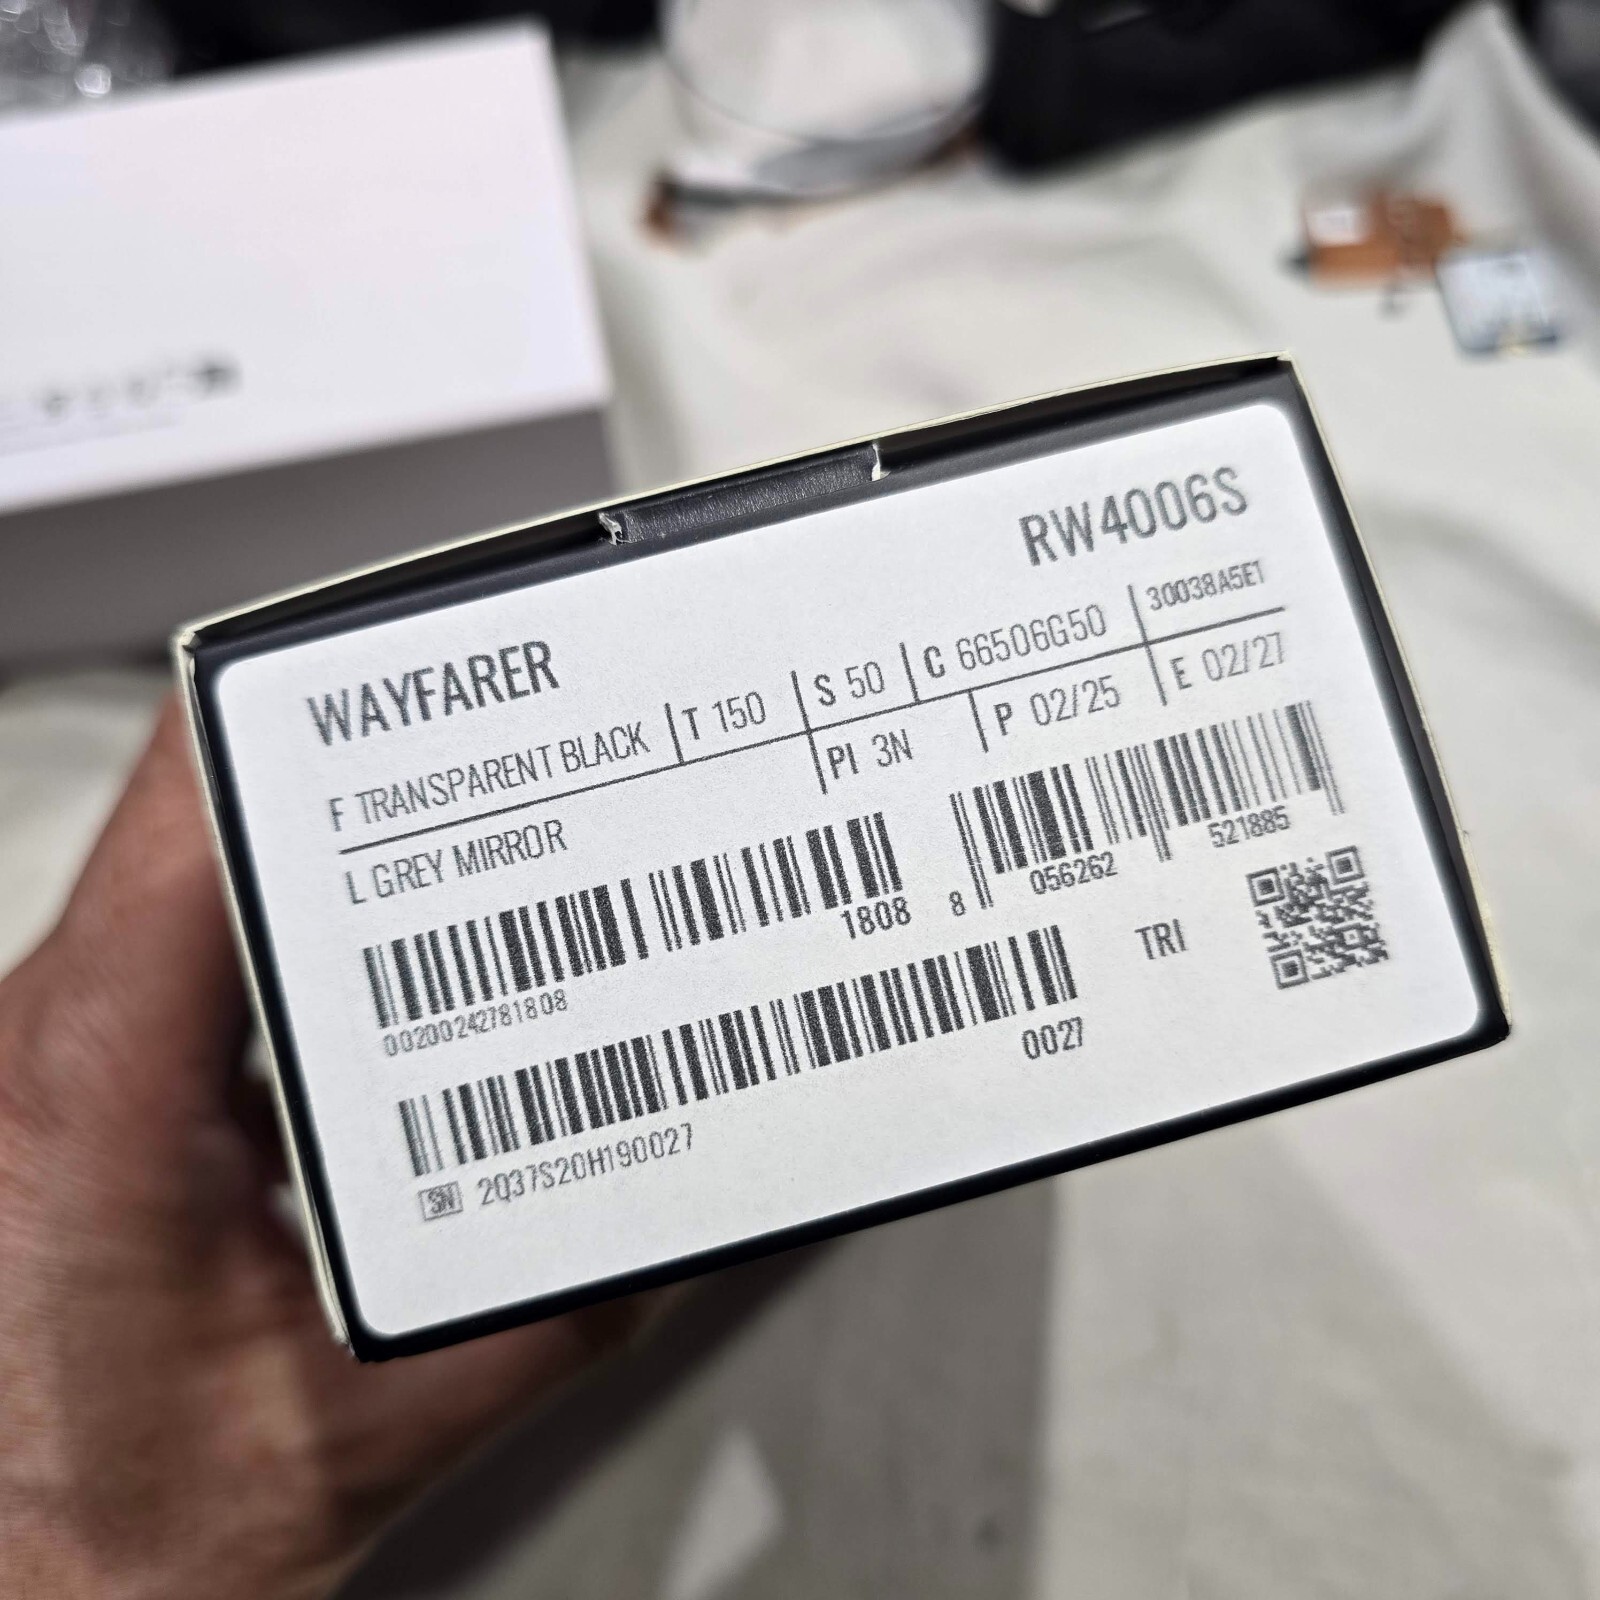 WAYFARER
RW4006S
F TRANSPARENT BLACK T 150 S 50 C 66506G50 30038A5E1
L GREY MIRROR PI 3N P 02/25 E 02/27
1808
00200242781808
8 056262 521885
TRI
0027
SN 2Q37S20H190027